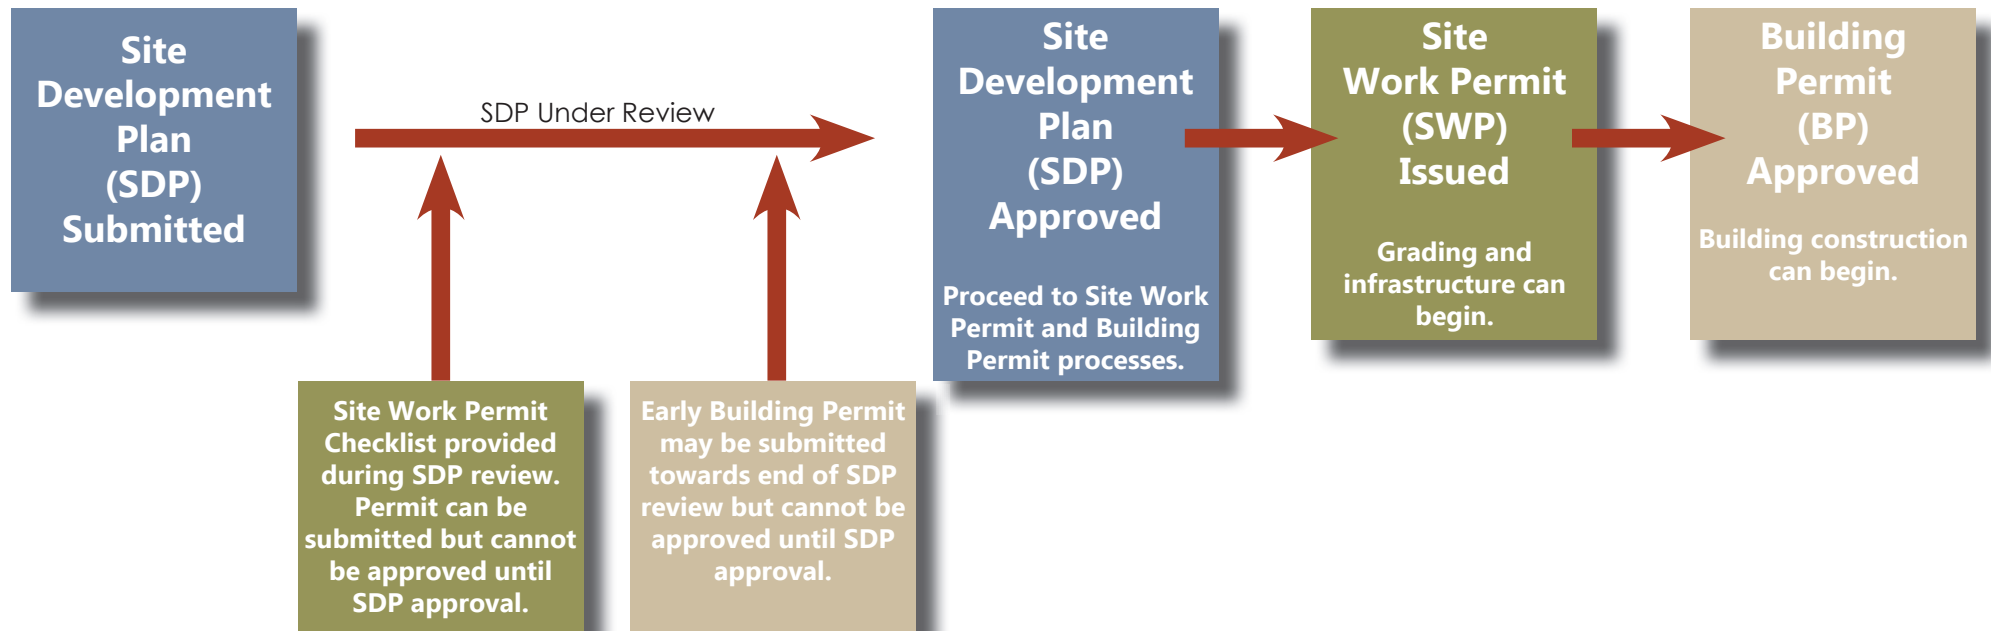 Site
Development
Plan
(SDP)
Submitted
SDP Under Review
Site Work Permit
Checklist provided
during SDP review.
Permit can be
submitted but cannot
be approved until
SDP approval.
Early Building Permit
may be submitted
towards end of SDP
review but cannot be
approved until SDP
approval.
Site
Development
Plan
(SDP)
Approved
Proceed to Site Work
Permit and Building
Permit processes.
Site
Work Permit
(SWP)
Issued
Grading and
infrastructure can
begin.
Building
Permit
(BP)
Approved
Building construction
can begin.